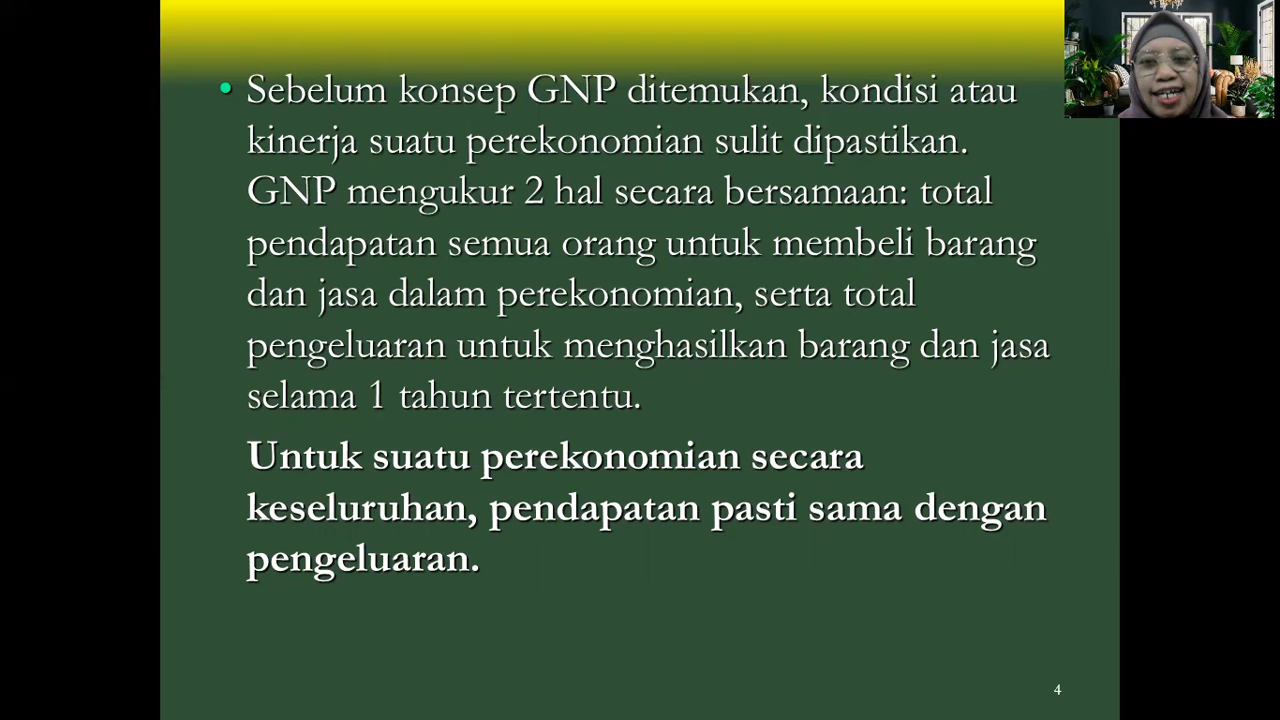 • Sebelum konsep GNP ditemukan, kondisi atau
kinerja suatu perekonomian sulit dipastikan.
GNP mengukur 2 hal secara bersamaan: total
pendapatan semua orang untuk membeli barang
dan jasa dalam perekonomian, serta total
pengeluaran untuk menghasilkan barang dan jasa
selama 1 tahun tertentu.
Untuk suatu perekonomian secara
keseluruhan, pendapatan pasti sama dengan
pengeluaran.
4